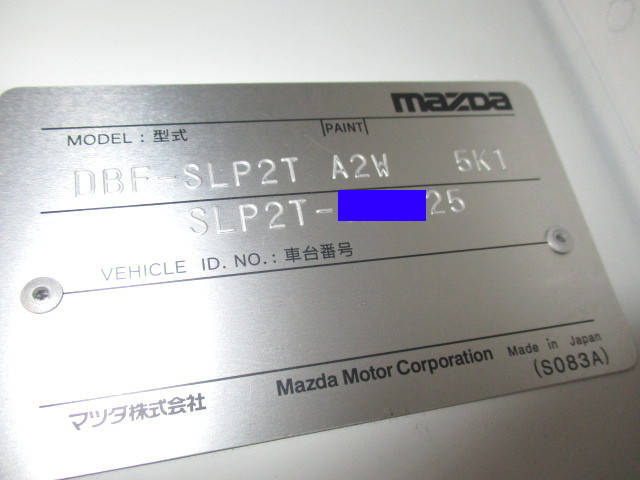 mazda
MODEL : 型式 PAINT
DBF-SLP2T A2W 5K1
SLP2T- 25
VEHICLE ID. NO.: 車台番号
マツダ株式会社 Mazda Motor Corporation Made in Japan
(S083A)